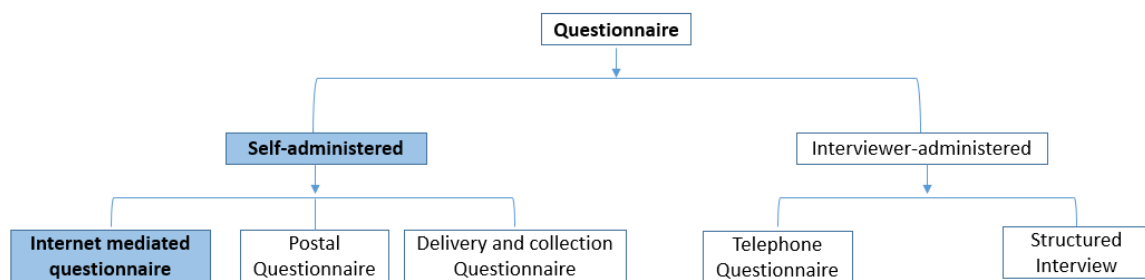 Questionnaire
Self-administered
Interviewer-administered
Internet mediated
questionnaire
Postal
Questionnaire
Delivery and collection
Questionnaire
Telephone
Questionnaire
Structured
Interview